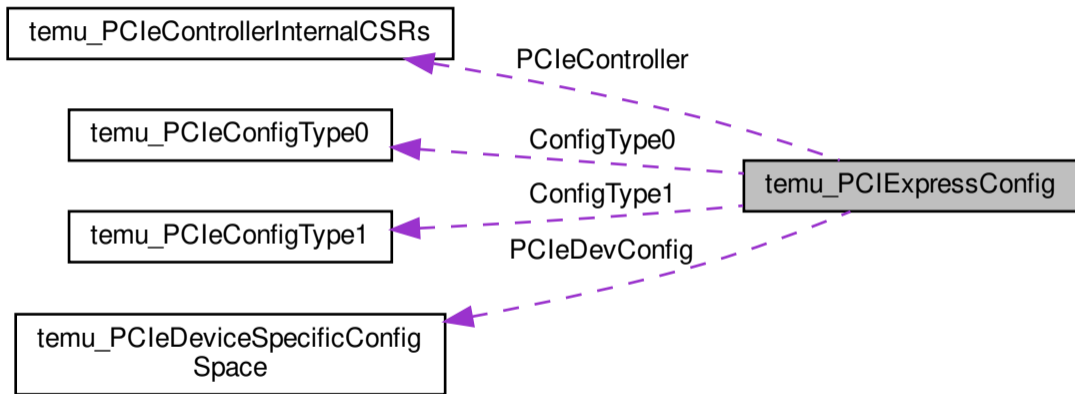 temu_PCIeControllerInternalCSRs
PCIeController
temu_PCIeConfigType0
ConfigType0
temu_PCIExpressConfig
ConfigType1
temu_PCIeConfigType1
PCIeDevConfig
temu_PCIeDeviceSpecificConfig
Space